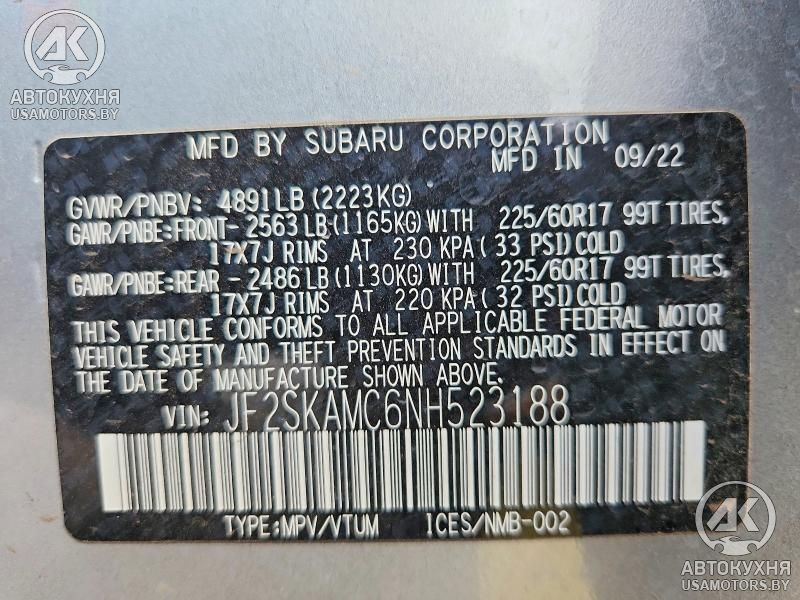 AK
АВТОКУХНЯ
USAMOTORS.BY
MFD BY SUBARU CORPORATION
MFD IN 09/22
GVWR/PNBV: 4891LB (2223KG)
GAWR/PNBE:FRONT- 2563LB(1165KG)WITH 225/60R17 99T TIRES,
17X7J RIMS AT 230 KPA(33 PSI)COLD
GAWR/PNBE:REAR - 2486LB(1130KG)WITH 225/60R17 99T TIRES,
17X7J RIMS AT 220 KPA(32 PSI)COLD
THIS VEHICLE CONFORMS TO ALL APPLICABLE FEDERAL MOTOR
VEHICLE SAFETY AND THEFT PREVENTION STANDARDS IN EFFECT ON
THE DATE OF MANUFACTURE SHOWN ABOVE.
VIN: JF2SKAMC6NH523188
TYPE:MPV/VTUM ICES/NMB-002
AK
АВТОКУХНЯ
USAMOTORS.BY